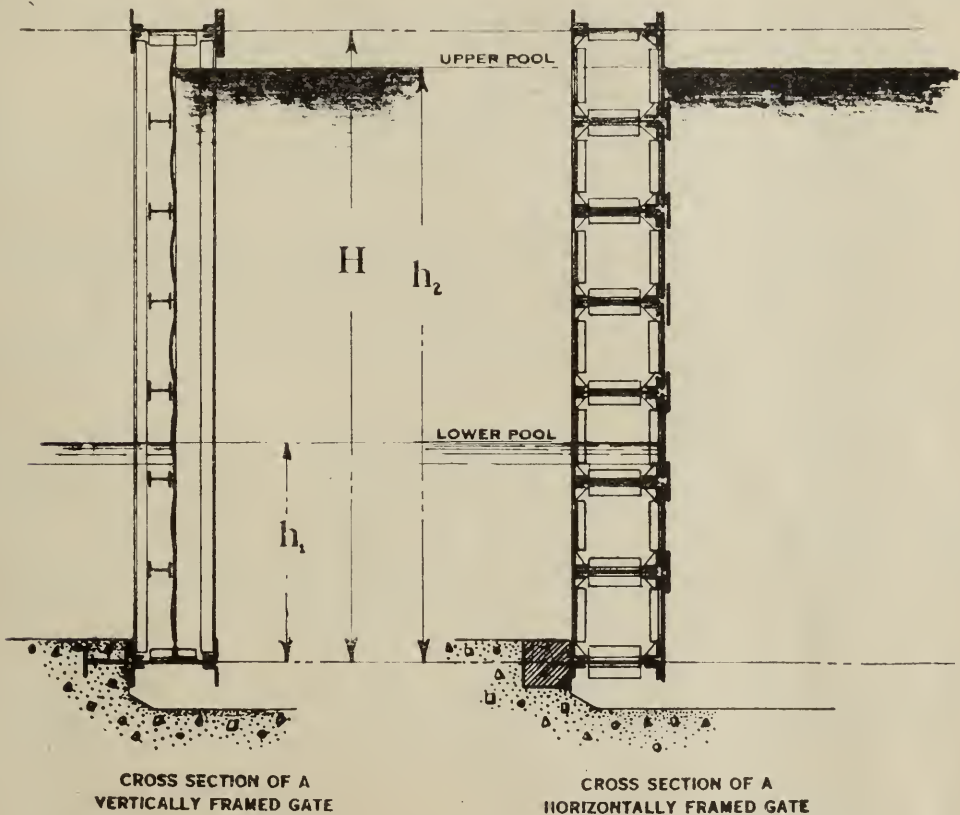 UPPER POOL
H
h₂
LOWER POOL
h₁
CROSS SECTION OF A
VERTICALLY FRAMED GATE
CROSS SECTION OF A
HORIZONTALLY FRAMED GATE